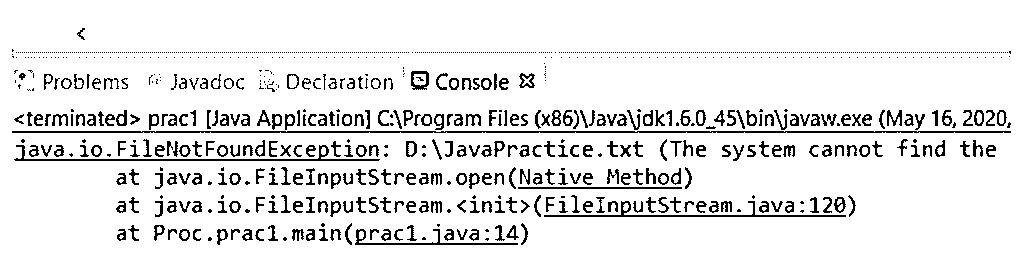 Problems @ Javadoc Declaration Console
<terminated> prac1 [Java Application] C:\Program Files (x86)\Java\jdk1.6.0_45\bin\javaw.exe (May 16, 2020,
java.io.FileNotFoundException: D:\JavaPractice.txt (The system cannot find the
at java.io.FileInputStream.open(Native Method)
at java.io.FileInputStream.<init>(FileInputStream.java:120)
at Proc.prac1.main(prac1.java:14)